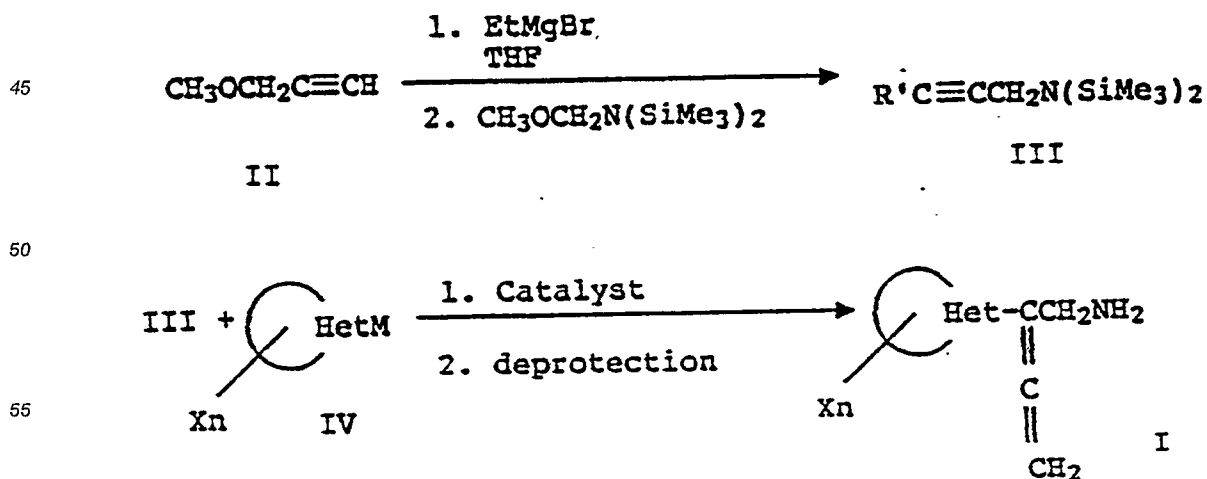 1. EtMgBr,
THF
45 CH3OCH2C≡CH R'C≡CCH2N(SiMe3)2
2. CH3OCH2N(SiMe3)2
II III
50
III + HetM 1. Catalyst Het-CCH2NH2
2. deprotection
C
55 Xn IV Xn I
CH2